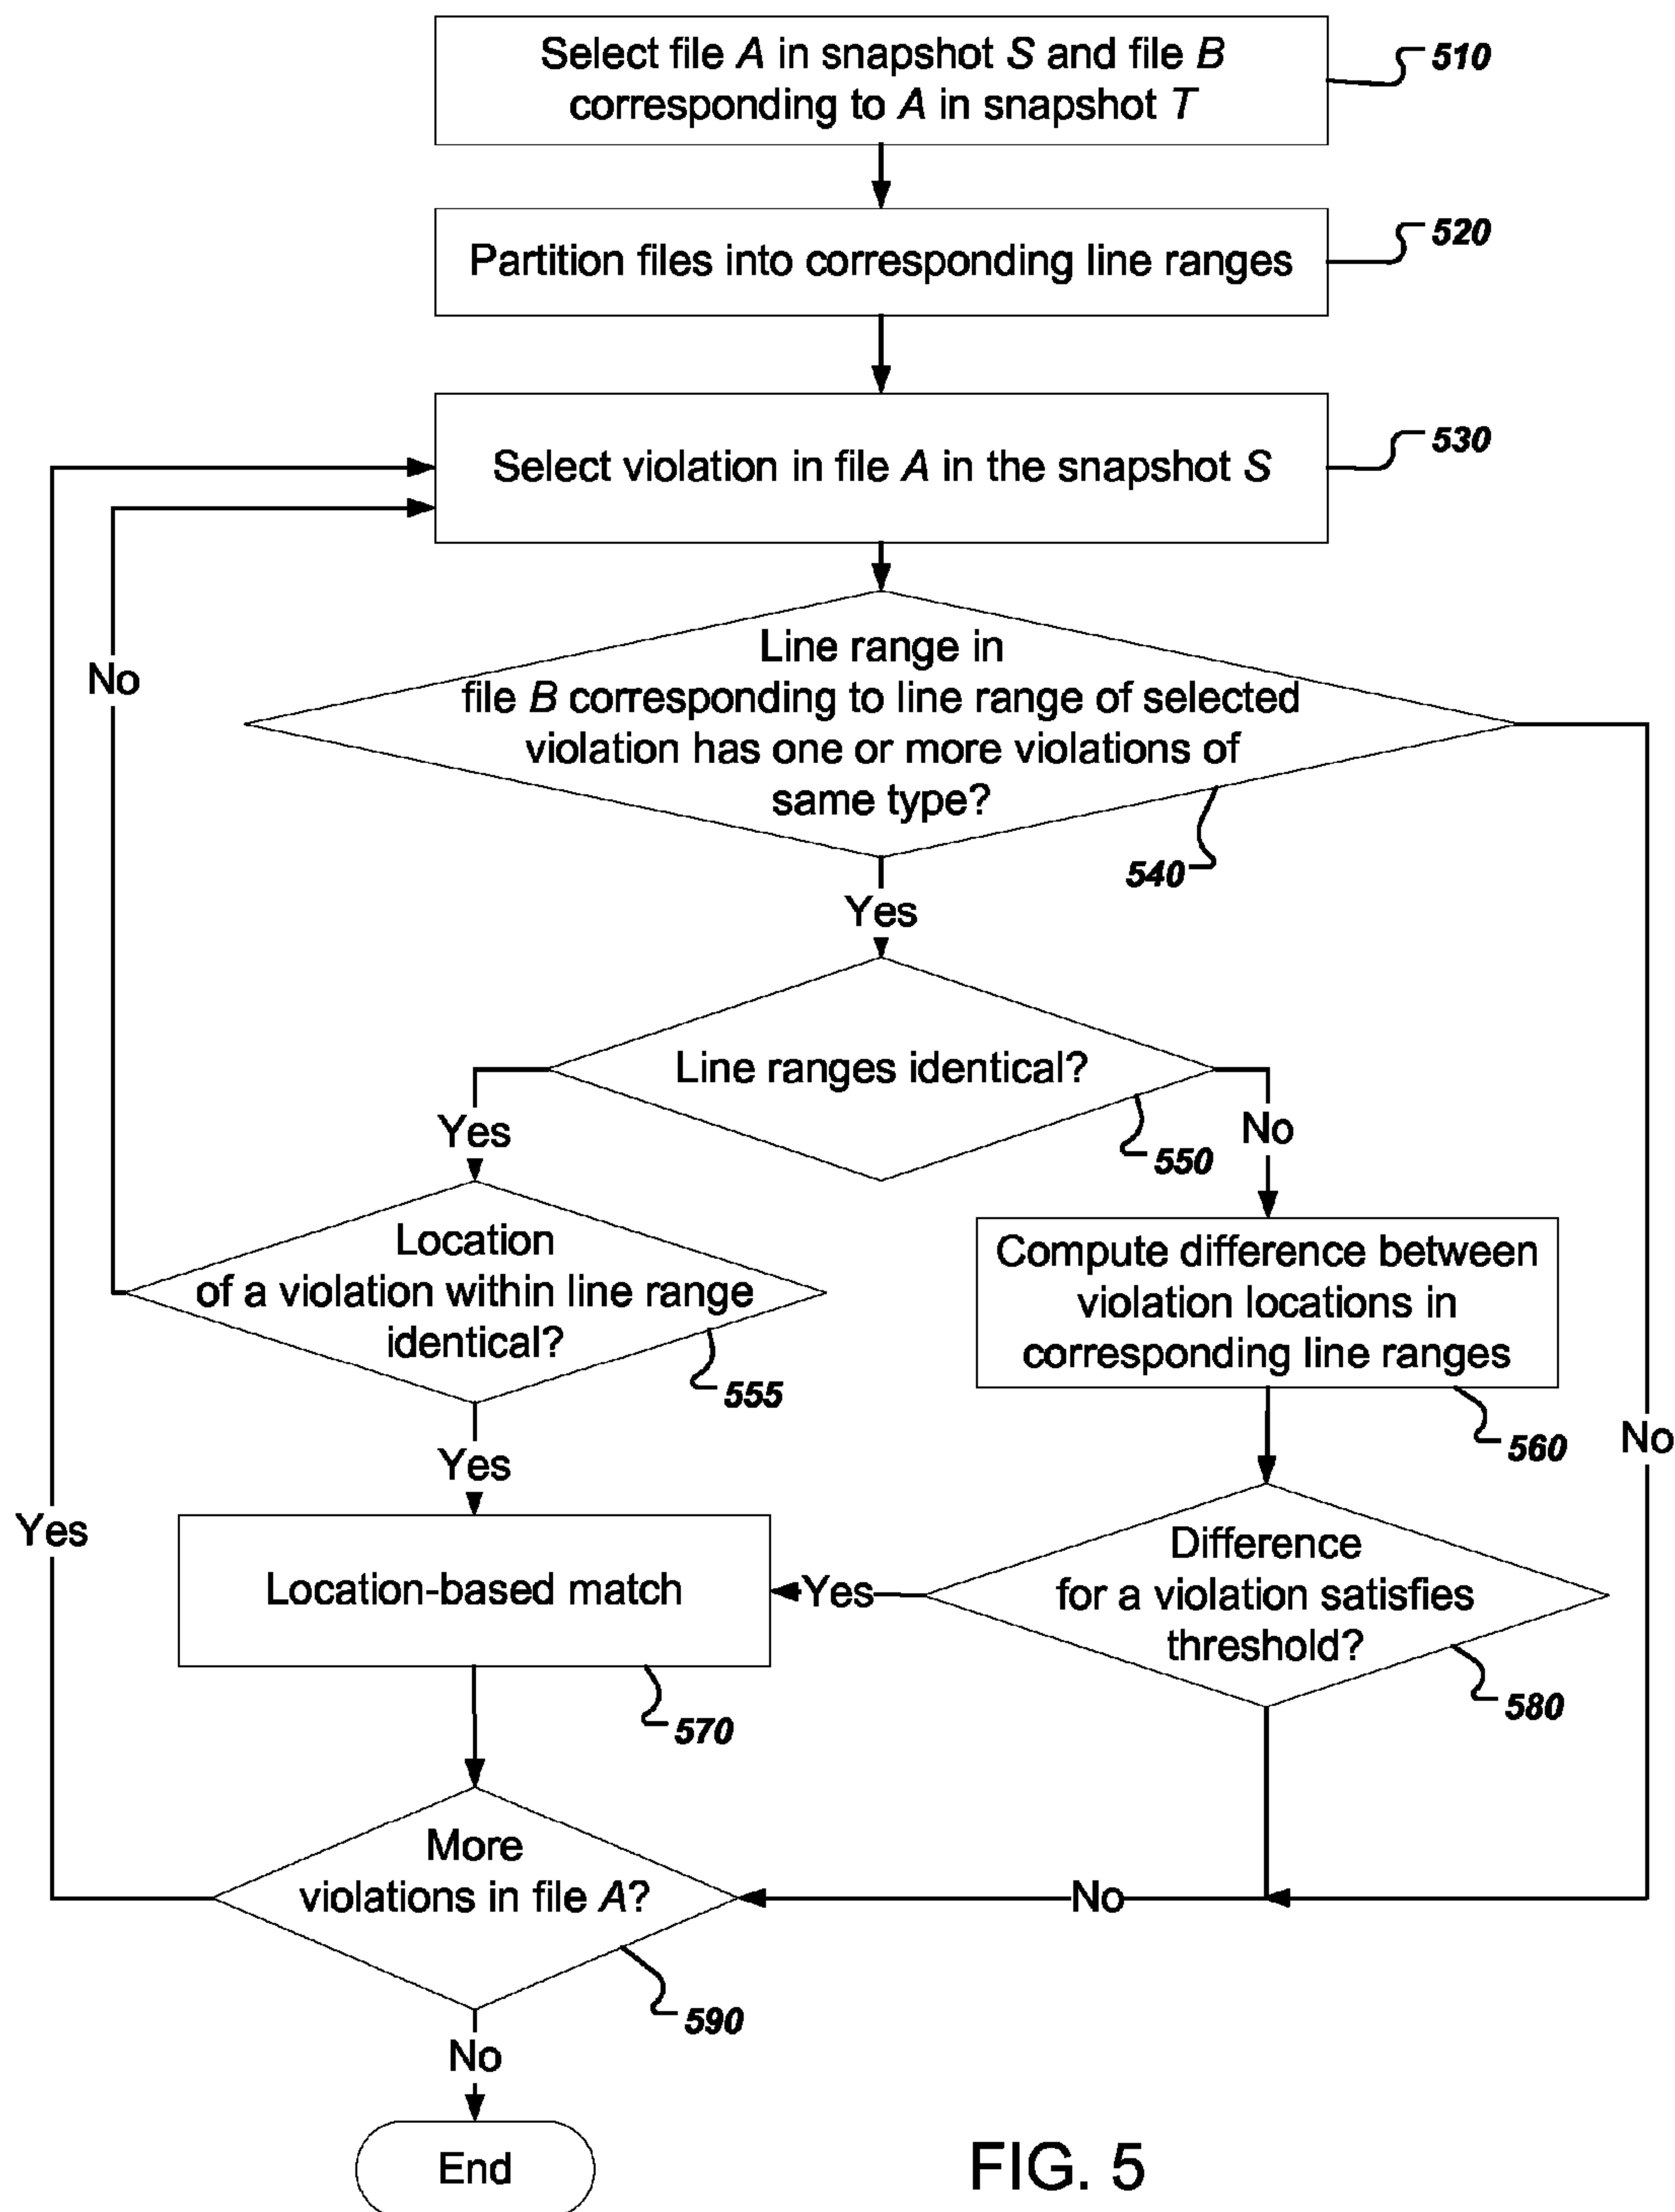 Select file A in snapshot S and file B
corresponding to A in snapshot T
510
Partition files into corresponding line ranges
520
Select violation in file A in the snapshot S
530
Line range in
file B corresponding to line range of selected
violation has one or more violations of
same type?
540
No
Yes
Line ranges identical?
550
Yes
No
Location
of a violation within line range
identical?
555
Compute difference between
violation locations in
corresponding line ranges
560
No
Yes
Yes
Location-based match
570
Yes
Difference
for a violation satisfies
threshold?
580
More
violations in file A?
590
No
No
End
FIG. 5